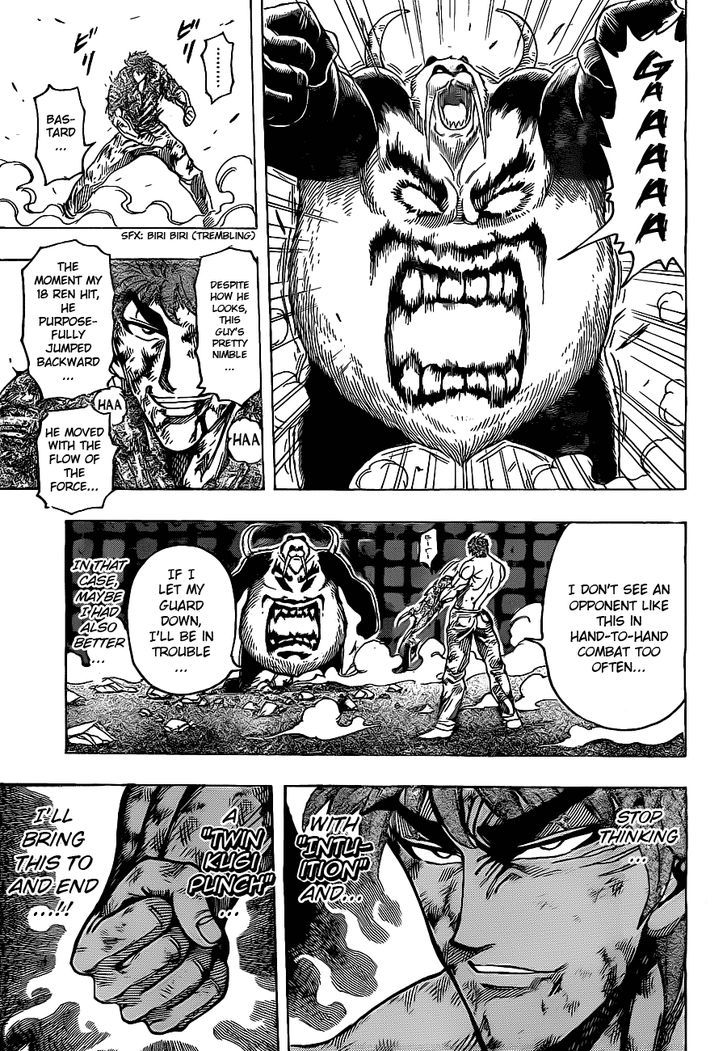 GAAAAAA
.........
BAS-
TARD
...
ビリ
ビリ
SFX: BIRI BIRI (TREMBLING)
DESPITE
HOW HE
LOOKS,
THIS
GUY'S
PRETTY
NIMBLE
...
THE
MOMENT MY
18 REN HIT,
HE
PURPOSE-
FULLY
JUMPED
BACKWARD
...
HAA
HAA
HE MOVED
WITH THE
FLOW OF
THE
FORCE...
I DON'T SEE
AN
OPPONENT LIKE
THIS IN
HAND-TO-HAND
COMBAT TOO
OFTEN...
IF I
LET MY
GUARD
DOWN,
I'LL BE IN
TROUBLE
...
IN THAT
CASE,
MAYBE
I HAD
ALSO
BETTER
...
STOP
THINKING
...
WITH
"INTU-
ITION"
AND...
A
"TWIN
KUGI
PUNCH"
...
I'LL
BRING
THIS TO
AND END
...!!